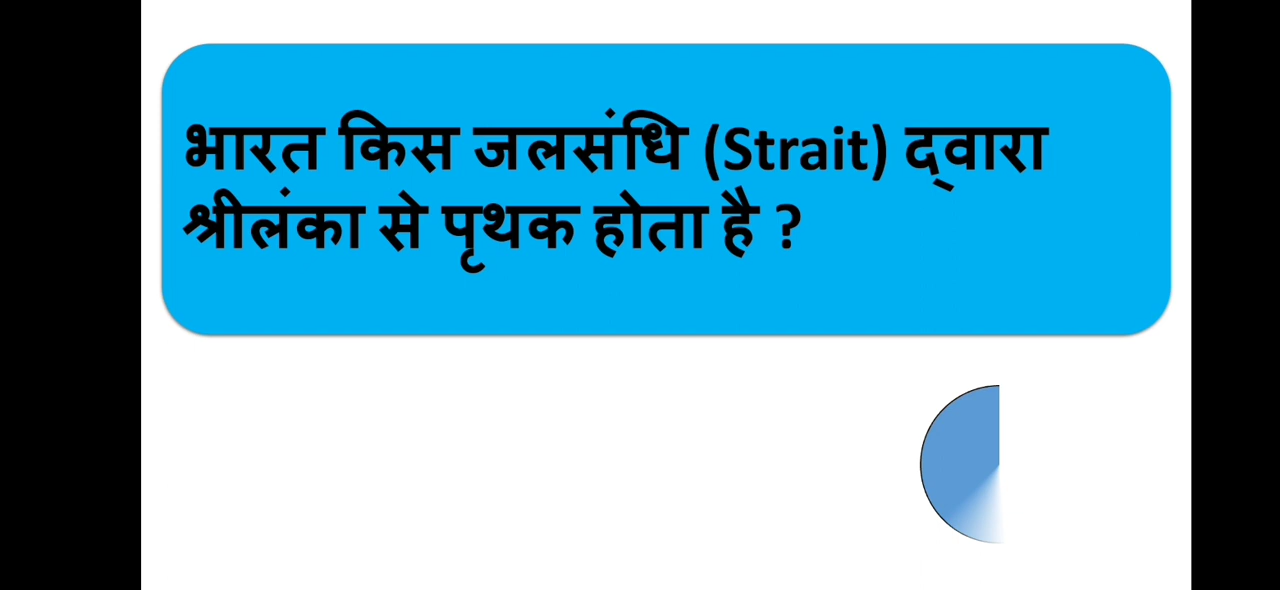 भारत किस जलसंधि (Strait) द्वारा
श्रीलंका से पृथक होता है ?